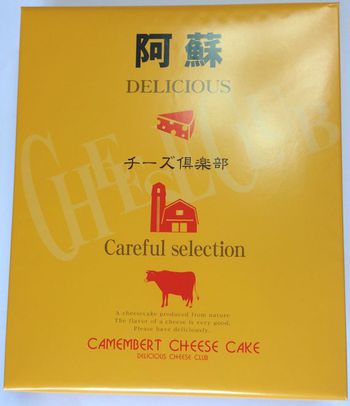 阿蘇
DELICIOUS
CHEESE CLUB
チーズ倶楽部
Careful selection
A cheesecake produced from nature
The flavor of a cheese is very good,
Please have deliciously.
CAMEMBERT CHEESE CAKE
DELICIOUS CHEESE CLUB